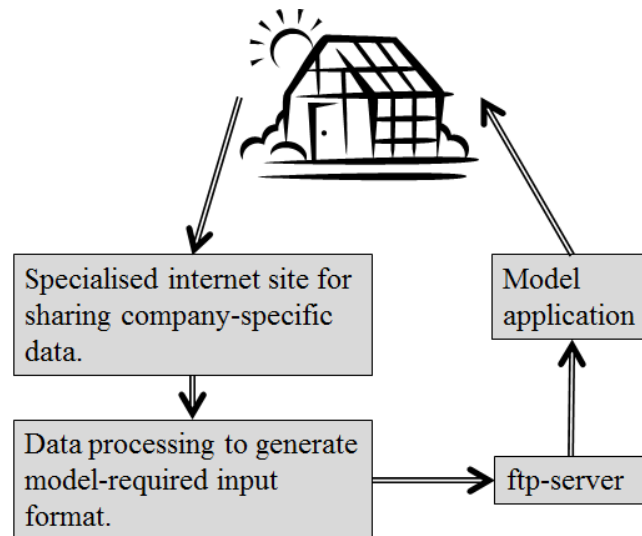 Specialised internet site for
sharing company-specific
data.
Model
application
Data processing to generate
model-required input
format.
ftp-server